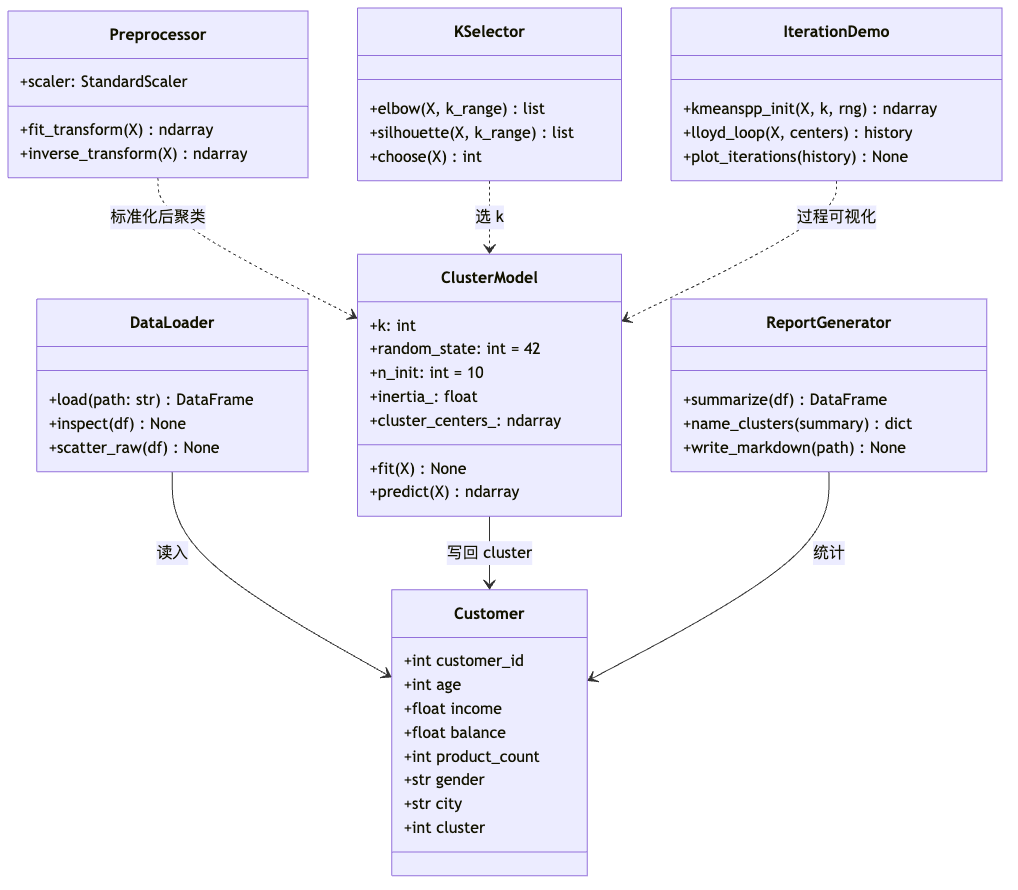 Preprocessor
+scaler: StandardScaler
+fit_transform(X) : ndarray
+inverse_transform(X) : ndarray
KSelector
+elbow(X, k_range) : list
+silhouette(X, k_range) : list
+choose(X) : int
IterationDemo
+kmeanspp_init(X, k, rng) : ndarray
+lloyd_loop(X, centers) : history
+plot_iterations(history) : None
标准化后聚类
选 k
过程可视化
DataLoader
+load(path: str) : DataFrame
+inspect(df) : None
+scatter_raw(df) : None
ClusterModel
+k: int
+random_state: int = 42
+n_init: int = 10
+inertia_: float
+cluster_centers_: ndarray
+fit(X) : None
+predict(X) : ndarray
ReportGenerator
+summarize(df) : DataFrame
+name_clusters(summary) : dict
+write_markdown(path) : None
读入
写回 cluster
统计
Customer
+int customer_id
+int age
+float income
+float balance
+int product_count
+str gender
+str city
+int cluster